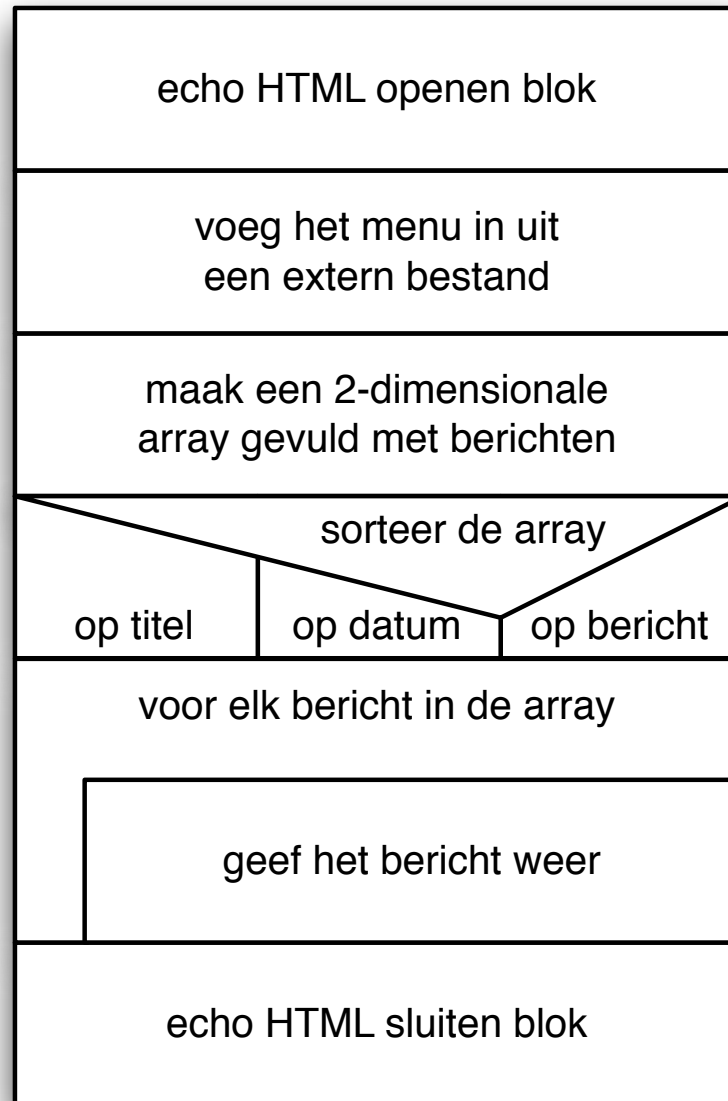 echo HTML openen blok
voeg het menu in uit
een extern bestand
maak een 2-dimensionale
array gevuld met berichten
sorteer de array
op titel
op datum
op bericht
voor elk bericht in de array
geef het bericht weer
echo HTML sluiten blok